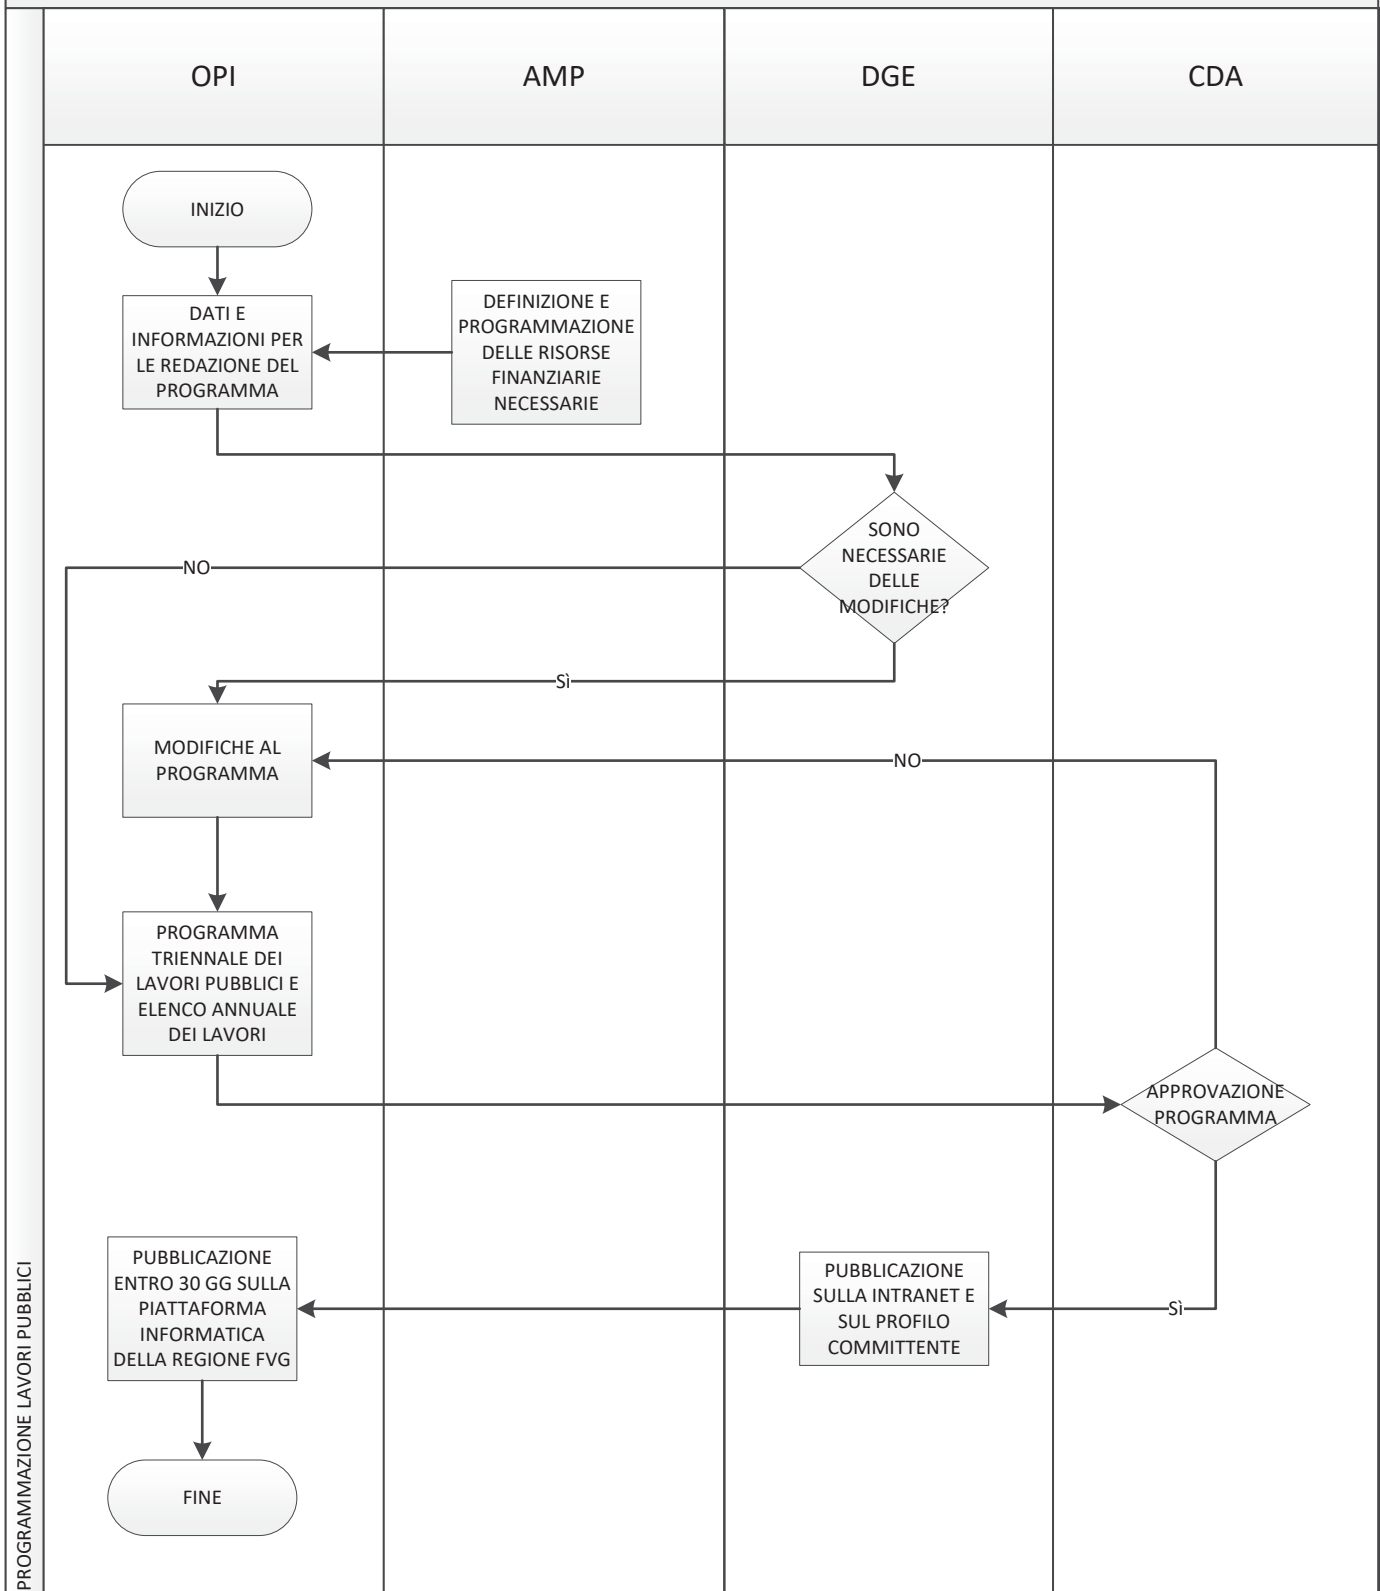 OPI
AMP
DGE
CDA
INIZIO
DATI E
INFORMAZIONI PER
LE REDAZIONE DEL
PROGRAMMA
DEFINIZIONE E
PROGRAMMAZIONE
DELLE RISORSE
FINANZIARIE
NECESSARIE
SONO
NECESSARIE
DELLE
MODIFICHE?
NO
Sì
MODIFICHE AL
PROGRAMMA
NO
PROGRAMMA
TRIENNALE DEI
LAVORI PUBBLICI E
ELENCO ANNUALE
DEI LAVORI
APPROVAZIONE
PROGRAMMA
Sì
PUBBLICAZIONE
SULLA INTRANET E
SUL PROFILO
COMMITTENTE
PUBBLICAZIONE
ENTRO 30 GG SULLA
PIATTAFORMA
INFORMATICA
DELLA REGIONE FVG
FINE
PROGRAMMAZIONE LAVORI PUBBLICI